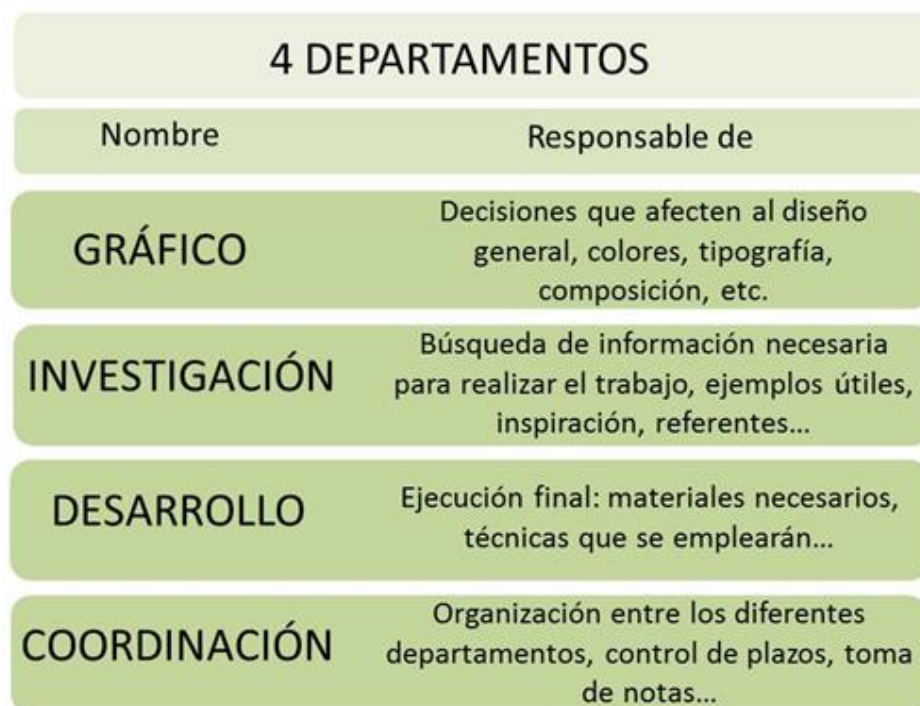 4 DEPARTAMENTOS
Nombre
Responsable de
GRÁFICO
Decisiones que afecten al diseño
general, colores, tipografía,
composición, etc.
INVESTIGACIÓN
Búsqueda de información necesaria
para realizar el trabajo, ejemplos útiles,
inspiración, referentes...
DESARROLLO
Ejecución final: materiales necesarios,
técnicas que se emplearán...
COORDINACIÓN
Organización entre los diferentes
departamentos, control de plazos, toma
de notas...